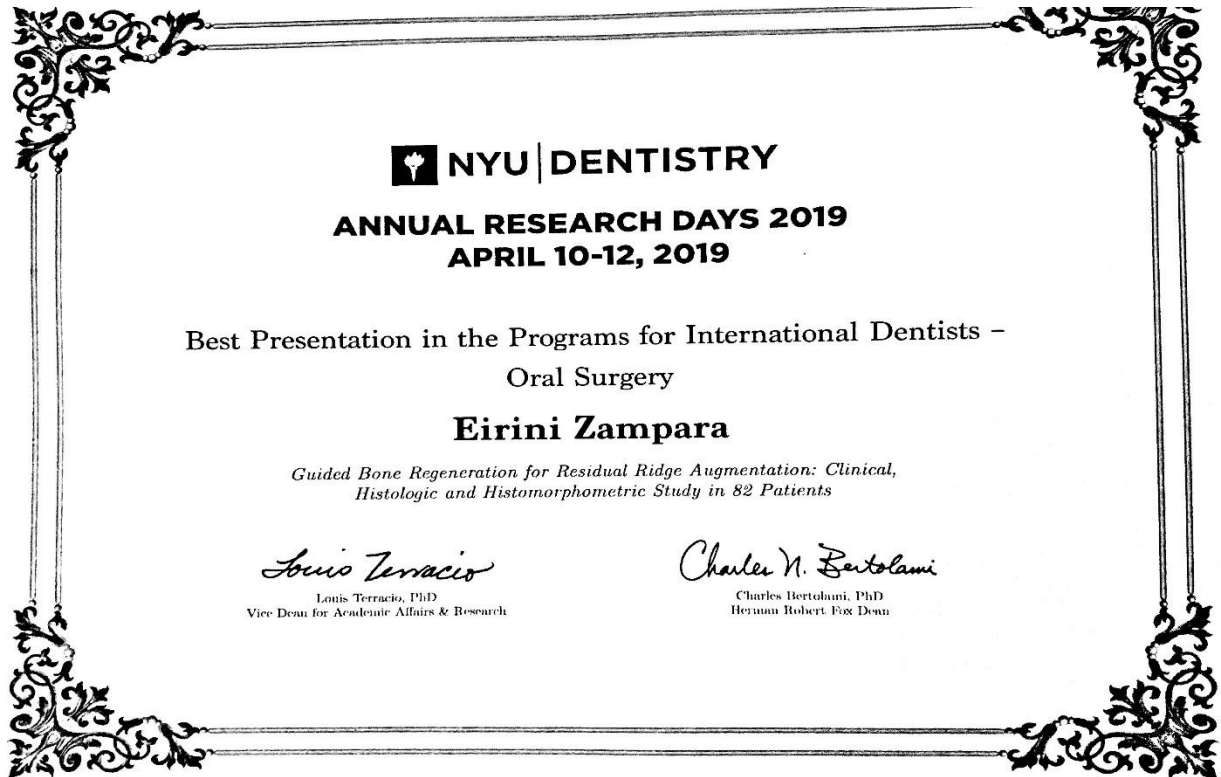 NYU | DENTISTRY
ANNUAL RESEARCH DAYS 2019
APRIL 10-12, 2019
Best Presentation in the Programs for International Dentists –
Oral Surgery
Eirini Zampara
Guided Bone Regeneration for Residual Ridge Augmentation: Clinical,
Histologic and Histomorphometric Study in 82 Patients
Louis Terracio
Charles N. Bertolami
Louis Terracio, PhD
Charles Bertolami, PhD
Vice Dean for Academic Affairs & Research
Herman Robert Fox Dean